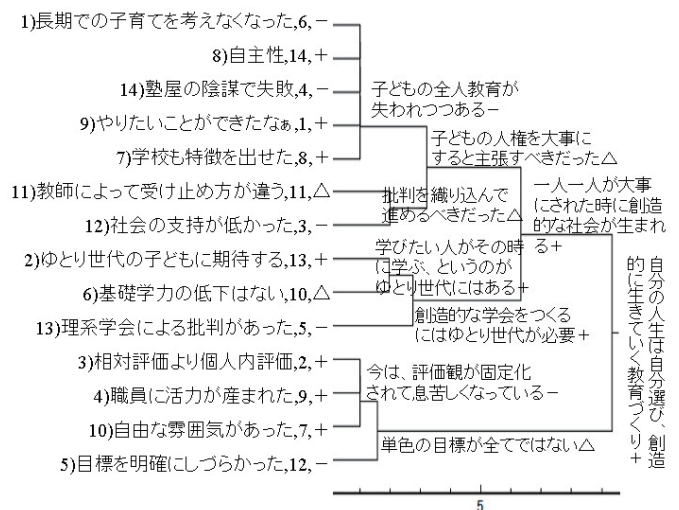 1)長期での子育てを考えなくなった,6,－
8)自主性,14,＋
14)塾屋の陰謀で失敗,4,－
9)やりたいことができたなぁ,1,＋
7)学校も特徴を出せた,8,＋
11)教師によって受け止め方が違う,11,△
12)社会の支持が低かった,3,－
2)ゆとり世代の子どもに期待する,13,＋
6)基礎学力の低下はない,10,△
13)理系学会による批判があった,5,－
3)相対評価より個人内評価,2,＋
4)職員に活力が産まれた,9,＋
10)自由な雰囲気があった,7,＋
5)目標を明確にしづらかった,12,－
子どもの全人教育が
失われつつある－
子どもの人権を大事に
すると主張すべきだった△
批判を織り込んで
進めるべきだった△
一人一人が大事
にされた時に創造
的な社会が生まれ
る＋
学びたい人がその時
に学ぶ、というのが
ゆとり世代にはある＋
創造的な学会をつくる
にはゆとり世代が必要＋
今は、評価観が固定化
されて息苦しくなっている－
単色の目標が全てではない△
自分の人生は自分選び、創造
的に生きていく教育づくり＋
5